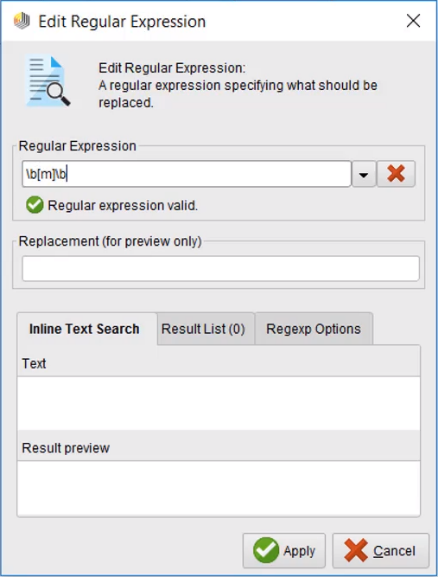 Edit Regular Expression
Edit Regular Expression:
A regular expression specifying what should be
replaced.
Regular Expression
\b[m]\b
Regular expression valid.
Replacement (for preview only)
Inline Text Search Result List (0) Regexp Options
Text
Result preview
Apply Cancel